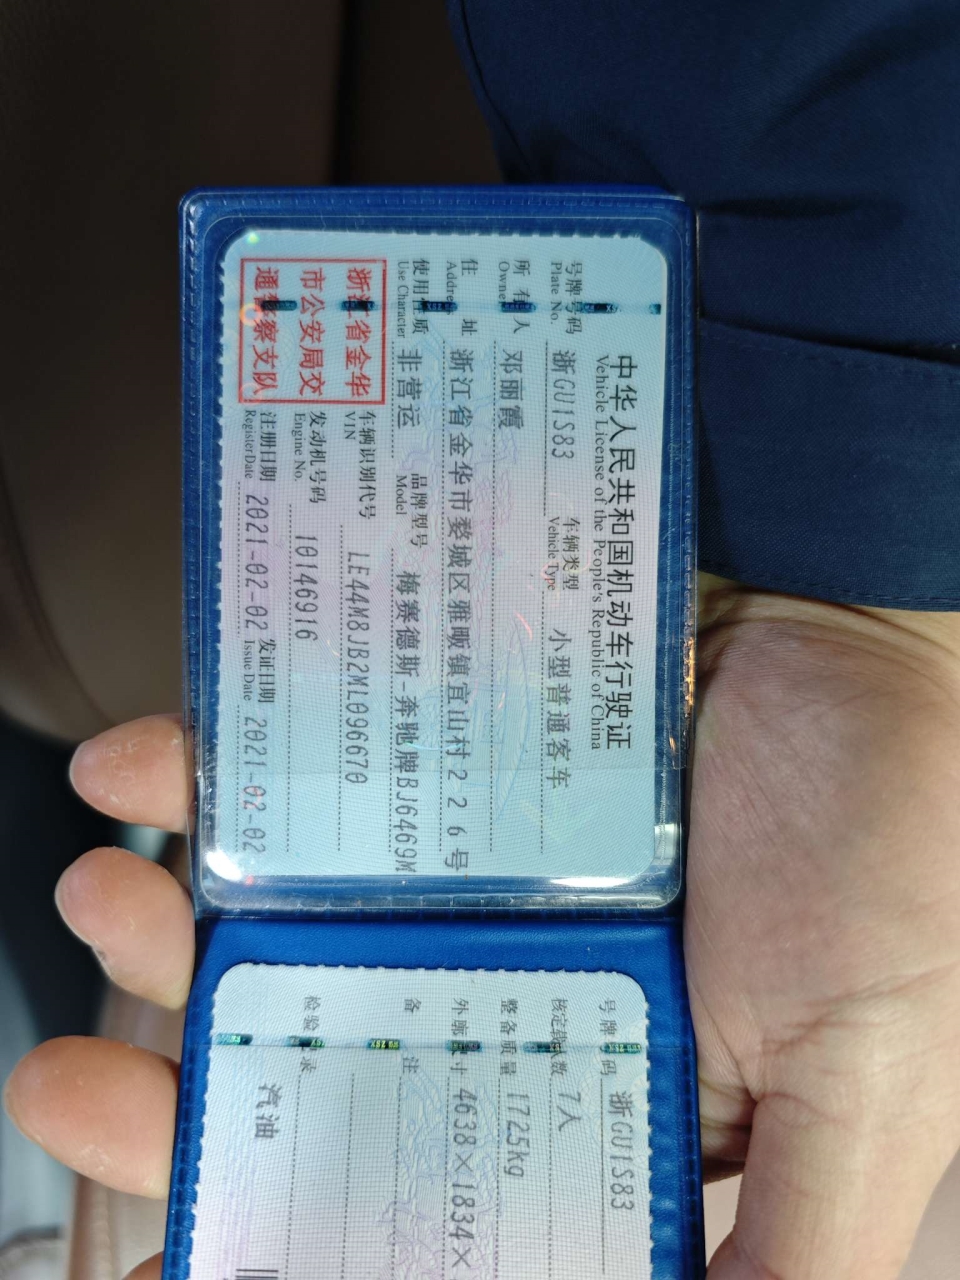 中华人民共和国机动车行驶证
Vehicle License of the People's Republic of China
号牌号码 浙GU1S83 车辆类型 小型普通客车
Plate No. Vehicle Type
所有人 邓丽霞
Owner
住址 浙江省金华市婺城区雅畈镇宜山村226号
Address
使用性质 非营运 品牌型号 梅赛德斯-奔驰牌BJ6469M
Use Character Model
浙江省金华
市公安局交
通警察支队
车辆识别代号 LE44M8JB2ML096670
VIN
发动机号码 10146916
Engine No.
注册日期 2021-02-02 发证日期 2021-02-02
Register Date Issue Date
号牌号码 浙GU1S83
核定载人数 7人
整备质量 1725kg
外廓尺寸 4638×1834×
备注
检验记录 汽油